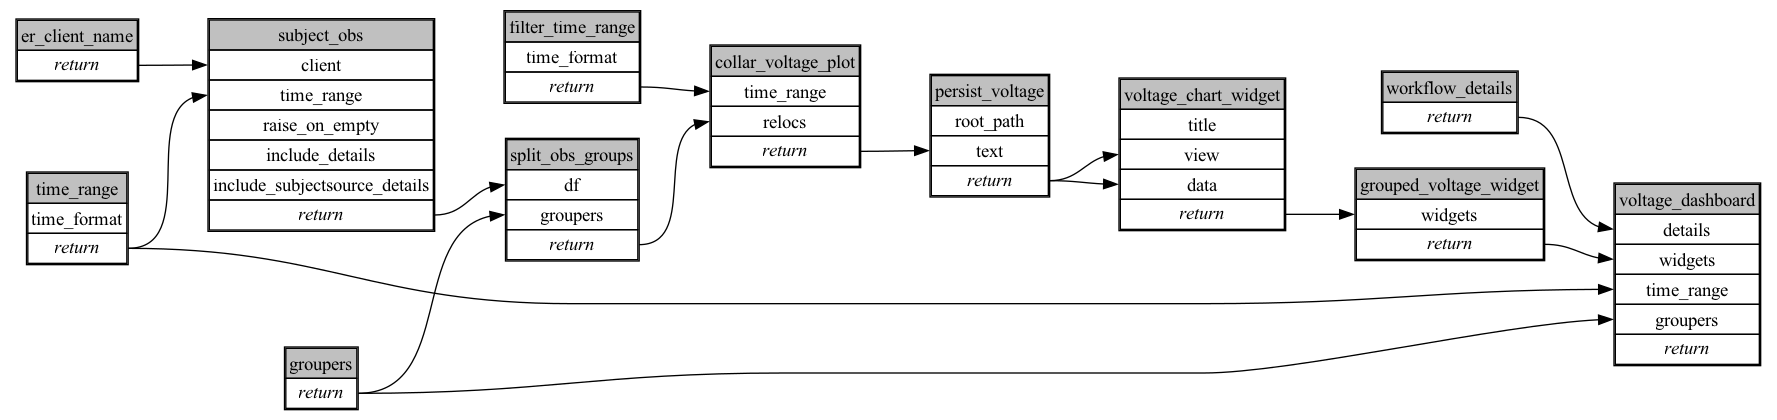 er_client_name
return
time_range
time_format
return
subject_obs
client
time_range
raise_on_empty
include_details
include_subjectsource_details
return
groupers
return
filter_time_range
time_format
return
split_obs_groups
df
groupers
return
collar_voltage_plot
time_range
relocs
return
persist_voltage
root_path
text
return
voltage_chart_widget
title
view
data
return
workflow_details
return
grouped_voltage_widget
widgets
return
voltage_dashboard
details
widgets
time_range
groupers
return